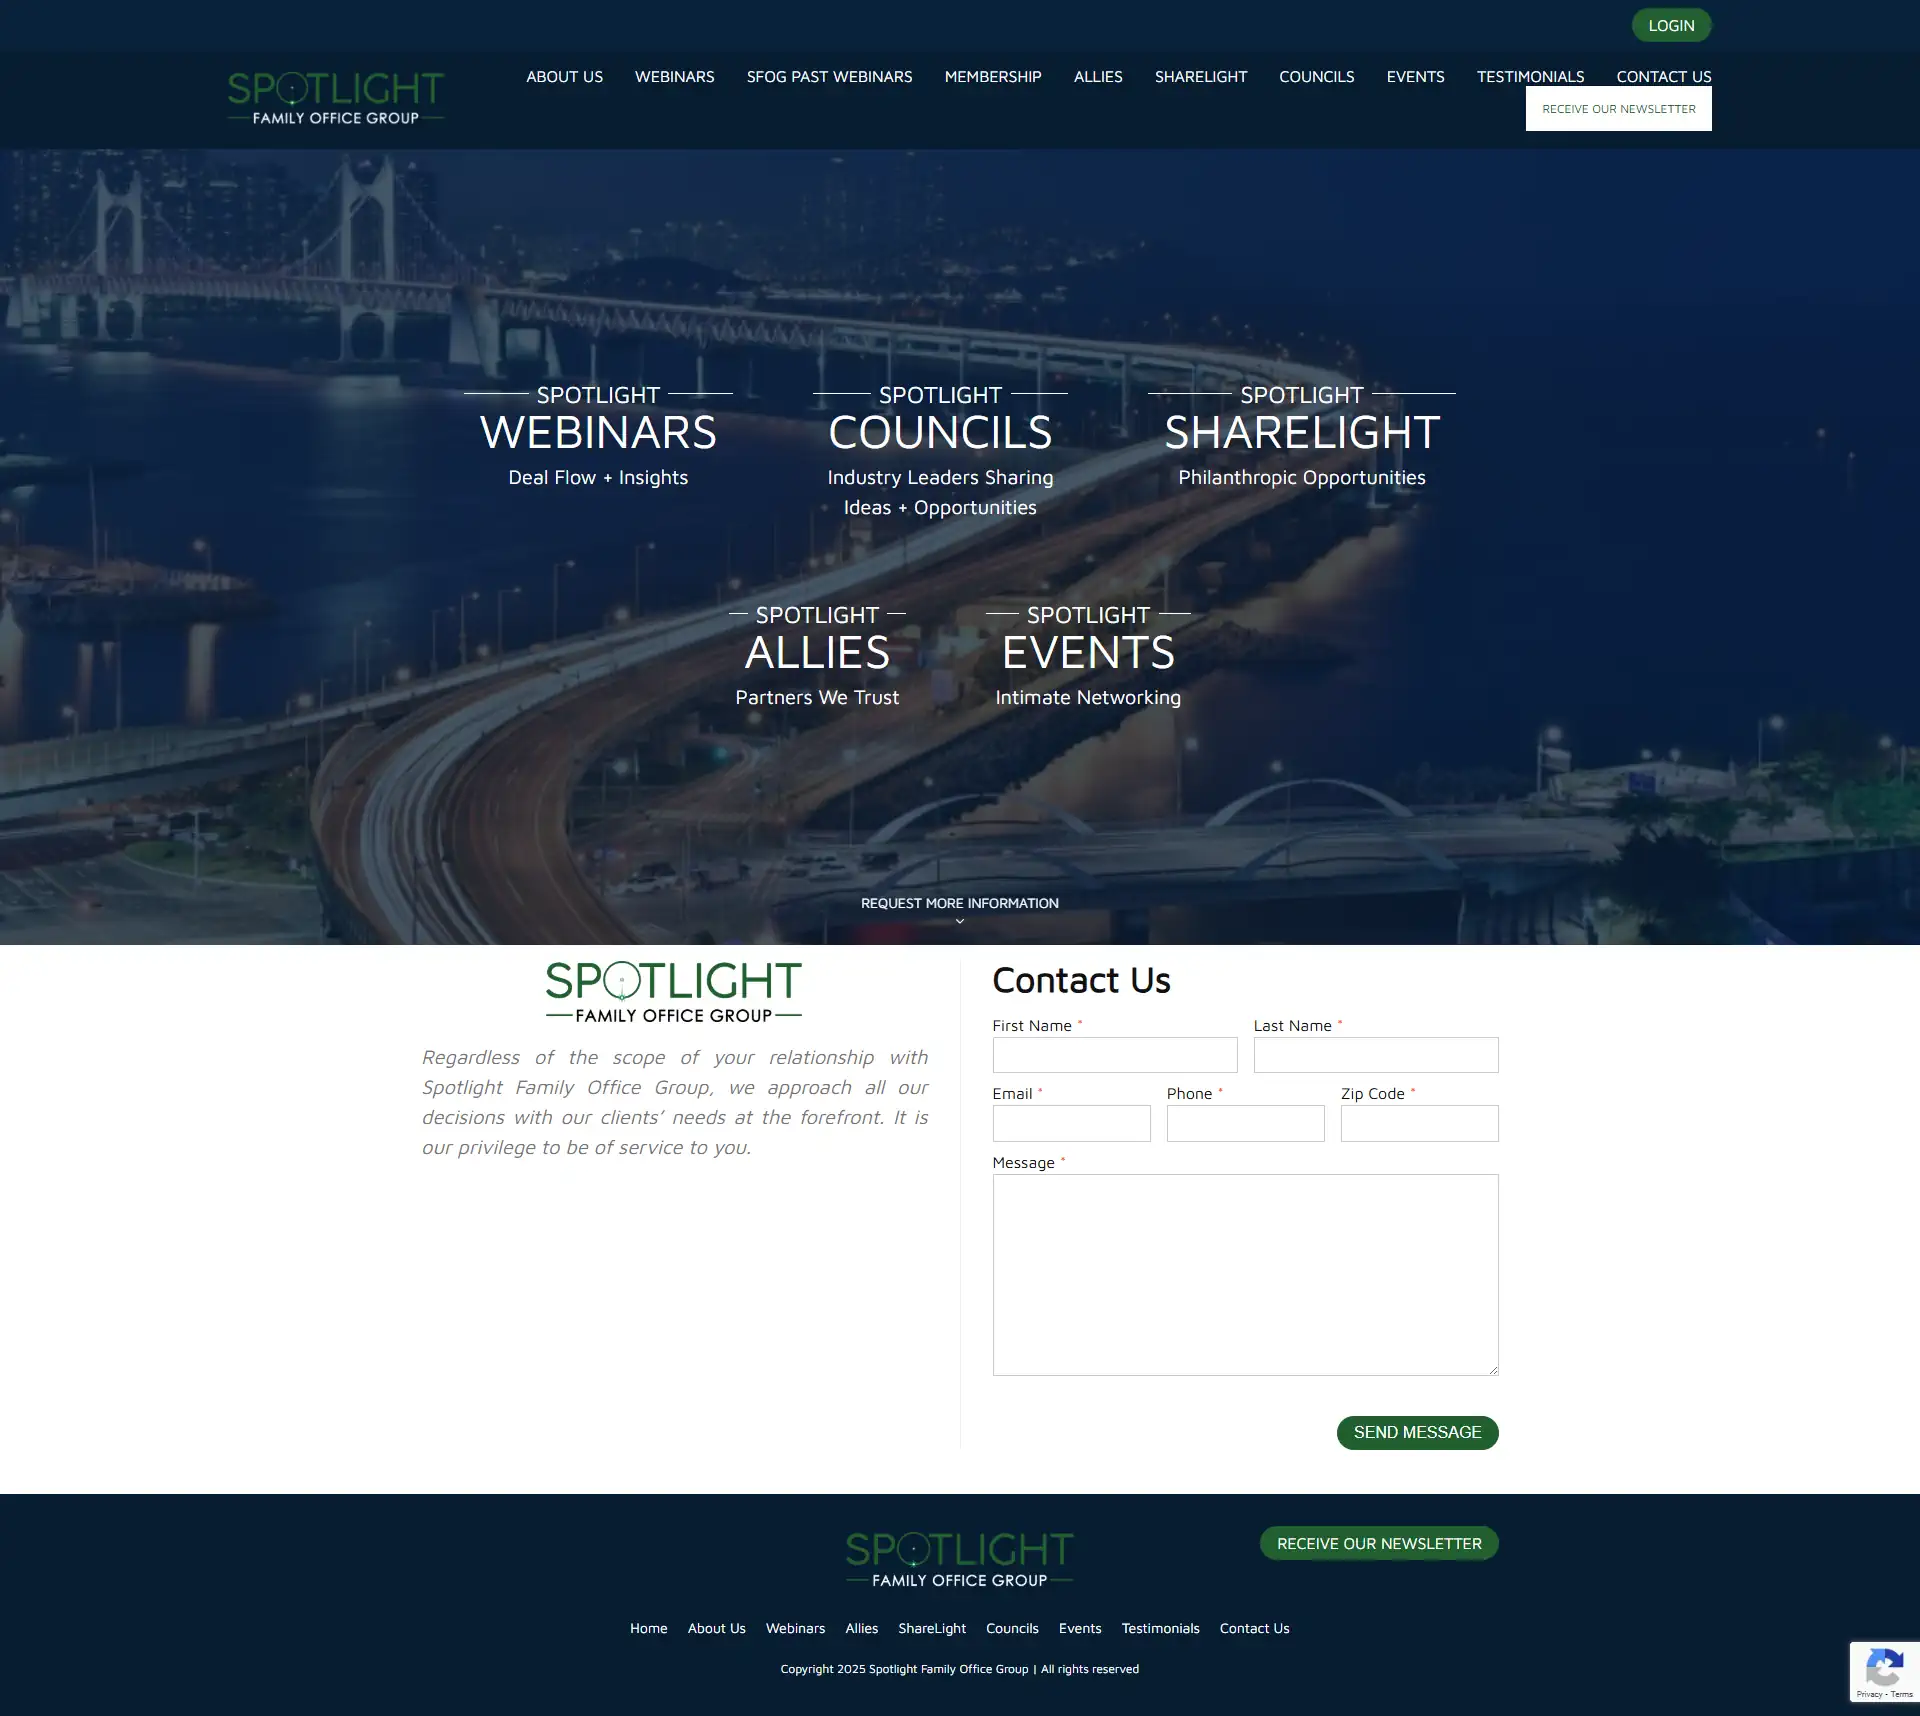 LOGIN
SPOTLIGHT
FAMILY OFFICE GROUP
ABOUT US WEBINARS SFOG PAST WEBINARS MEMBERSHIP ALLIES SHARELIGHT COUNCILS EVENTS TESTIMONIALS CONTACT US
RECEIVE OUR NEWSLETTER
SPOTLIGHT
WEBINARS
Deal Flow + Insights
SPOTLIGHT
COUNCILS
Industry Leaders Sharing
Ideas + Opportunities
SPOTLIGHT
SHARELIGHT
Philanthropic Opportunities
SPOTLIGHT
ALLIES
Partners We Trust
SPOTLIGHT
EVENTS
Intimate Networking
REQUEST MORE INFORMATION
SPOTLIGHT
FAMILY OFFICE GROUP
Regardless of the scope of your relationship with
Spotlight Family Office Group, we approach all our
decisions with our clients’ needs at the forefront. It is
our privilege to be of service to you.
Contact Us
First Name * Last Name *
Email * Phone * Zip Code *
Message *
SEND MESSAGE
SPOTLIGHT
FAMILY OFFICE GROUP
RECEIVE OUR NEWSLETTER
Home About Us Webinars Allies ShareLight Councils Events Testimonials Contact Us
Copyright 2025 Spotlight Family Office Group | All rights reserved
Privacy - Terms